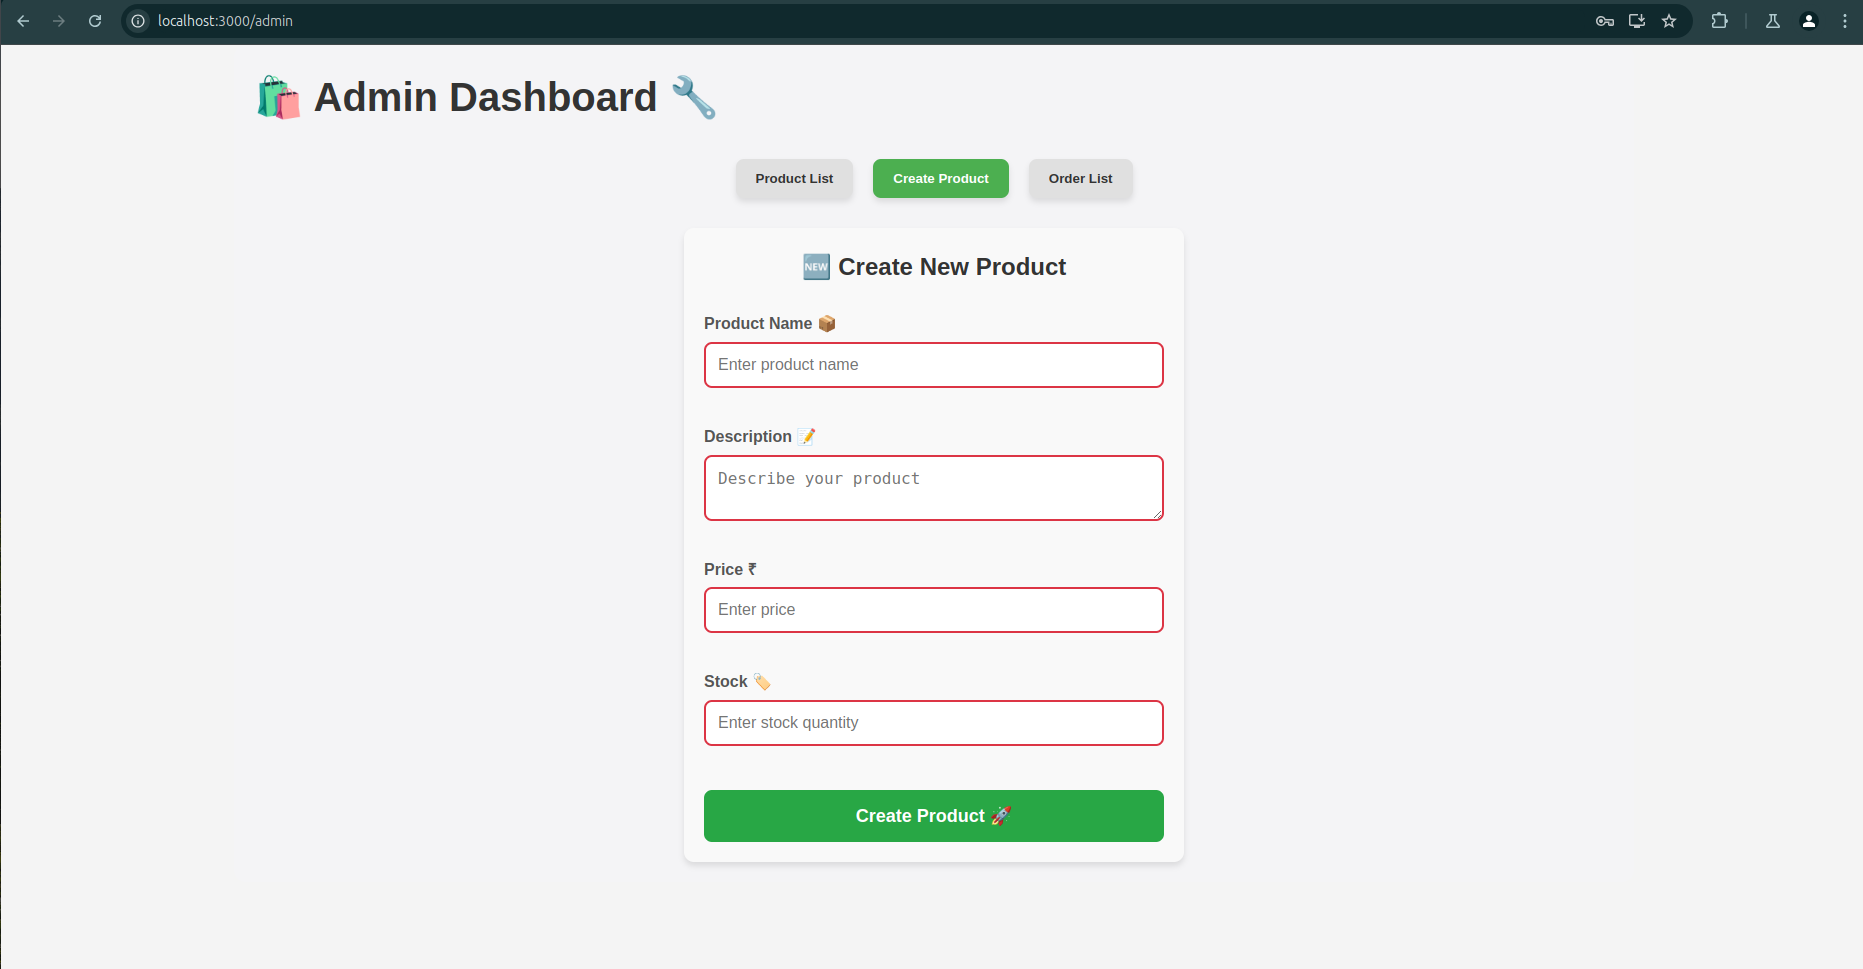 localhost:3000/admin
🛍️ Admin Dashboard 🔧
Product List
Create Product
Order List
🆕 Create New Product
Product Name 📦
Enter product name
Description 📝
Describe your product
Price ₹
Enter price
Stock 🏷️
Enter stock quantity
Create Product 🚀